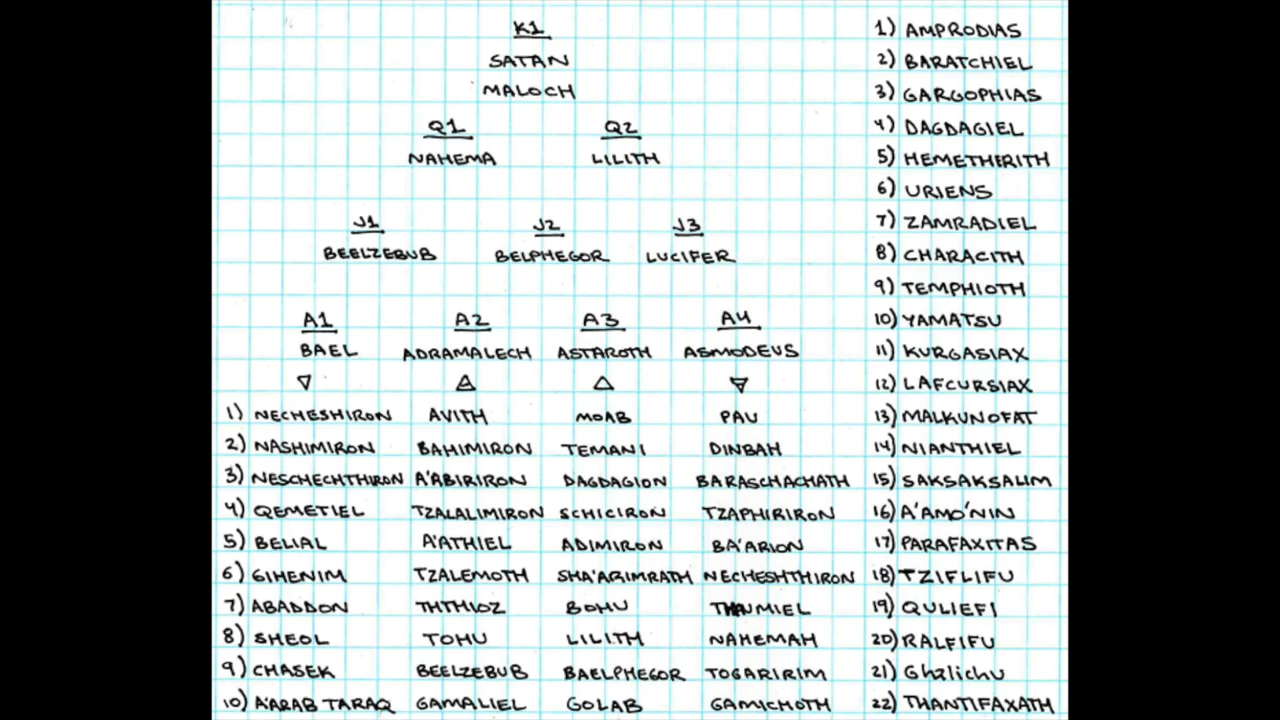 K1
SATAN
MALOCH
Q1 Q2
NAHEMA LILITH
J1 J2 J3
BEELZEBUB BELPHEGOR LUCIFER
A1 A2 A3 A4
BAEL ADRAMALECH ASTAROTH ASMODEUS
1) NECHESHIRON AVITH MOAB PAU
2) NASHIMIRON BAHIMIRON TEMANI DINBAH
3) NESCHECHTHIRON A'ABIRIRON DAGDAGION BARASCHACHATH
4) QEMETIEL TZALALIMIRON SCHICIRON TZAPHIRIRON
5) BELIAL A'ATHIEL ADIMIRON BA'ARION
6) GIHENIM TZALEMOTH SHA'ARIMRATH NECHESHTHIRON
7) ABADDON THTHIOZ BOHU THAUMIEL
8) SHEOL TOHU LILITH NAHEMAH
9) CHASEK BEELZEBUB BAELPHEGOR TOGARIRIM
10) A'ARAB TARAQ GAMALIEL GOLAB GAMICHOTH
1) AMPRODIAS
2) BARATCHIEL
3) GARGOPHIAS
4) DAGDAGIEL
5) HEMETHERITH
6) URIENS
7) ZAMRADIEL
8) CHARACITH
9) TEMPHIOTH
10) YAMATSU
11) KURGASIAX
12) LAFCURSIAX
13) MALKUNOFAT
14) NIANTHIEL
15) SAKSAKSALIM
16) A'AMO'NIN
17) PARAFAXITAS
18) TZIFLIFU
19) QULIEFI
20) RALFIFU
21) Ghalichu
22) THANTIFAXATH